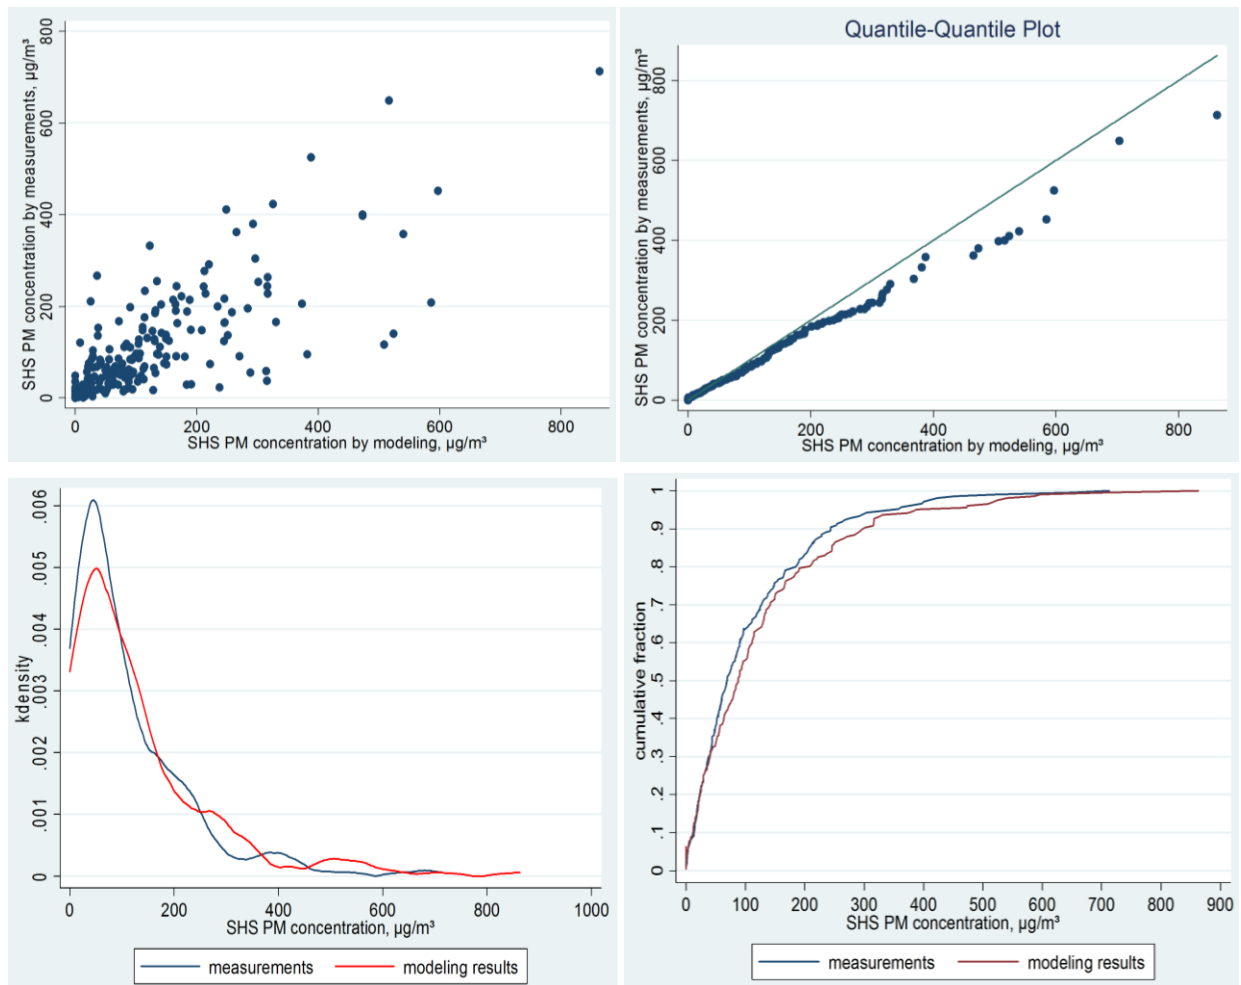 SHS PM concentration by measurements, µg/m³
800
600
400
200
0
0 200 400 600 800
SHS PM concentration by modeling, µg/m³
Quantile-Quantile Plot
SHS PM concentration by measurements, µg/m³
800
600
400
200
0
0 200 400 600 800
SHS PM concentration by modeling, µg/m³
kdensity
.006
.005
.004
.003
.002
.001
0
0 200 400 600 800 1000
SHS PM concentration, µg/m³
measurements modeling results
cumulative fraction
1
.9
.8
.7
.6
.5
.4
.3
.2
.1
0
0 100 200 300 400 500 600 700 800 900
SHS PM concentration, µg/m³
measurements modeling results